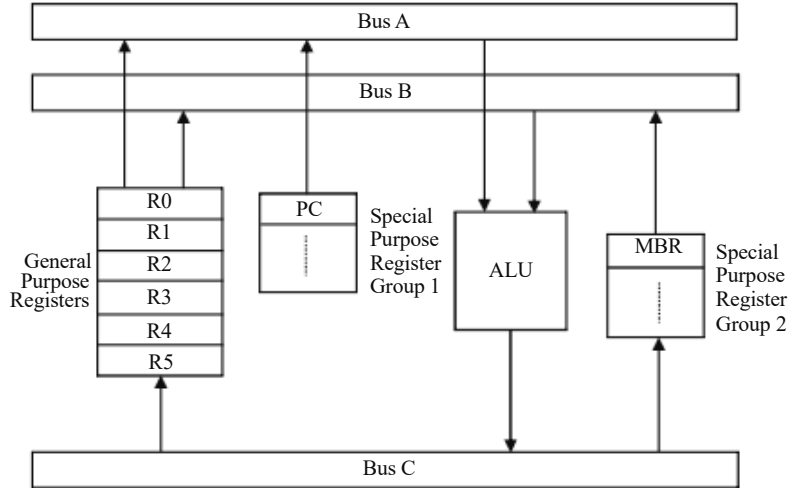 Bus A
Bus B
General
Purpose
Registers
R0
R1
R2
R3
R4
R5
PC
Special
Purpose
Register
Group 1
ALU
MBR
Special
Purpose
Register
Group 2
Bus C